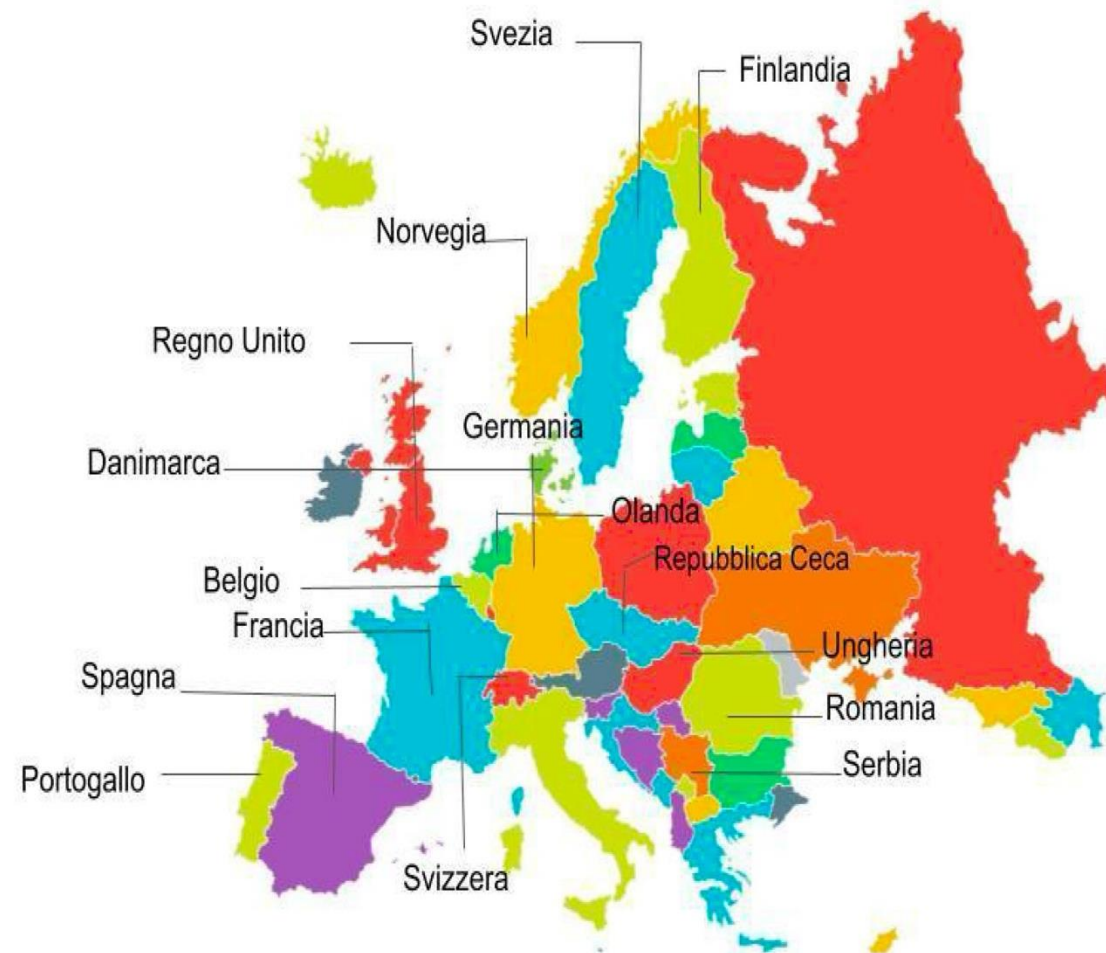 Svezia
Finlandia
Norvegia
Regno Unito
Germania
Danimarca
Olanda
Repubblica Ceca
Belgio
Francia
Ungheria
Spagna
Romania
Serbia
Portogallo
Svizzera